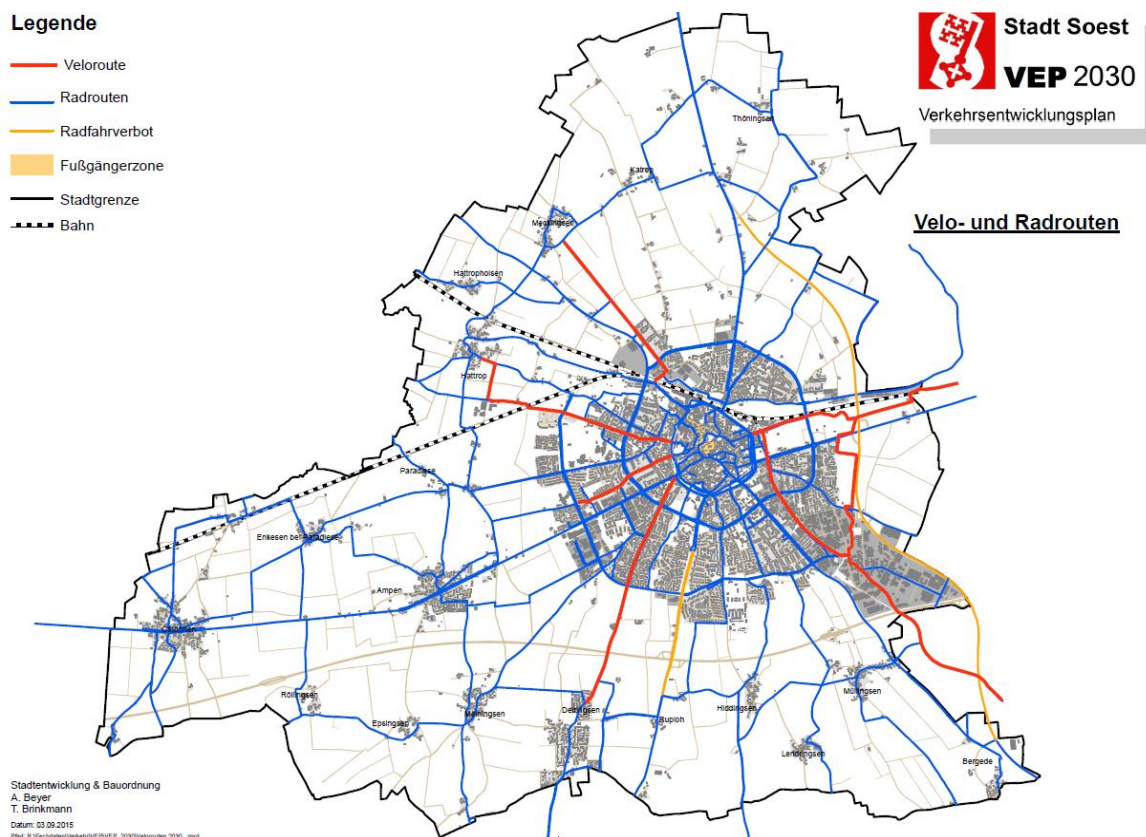 Legende
Veloroute
Radrouten
Radfahrverbot
Fußgängerzone
Stadtgrenze
Bahn
Stadt Soest
VEP 2030
Verkehrsentwicklungsplan
Velo- und Radrouten
Thöningsen
Katrop
Meckingsen
Hattropholsen
Hattrop
Paradiese
Enkesen bei Paradiese
Ampen
Ostönnen
Röllingsen
Epsingsen
Meiningsen
Deiringsen
Ruploh
Hiddingsen
Müllingsen
Lendringsen
Bergede
Stadtentwicklung & Bauordnung
A. Beyer
T. Brinkmann
Datum: 03.09.2015